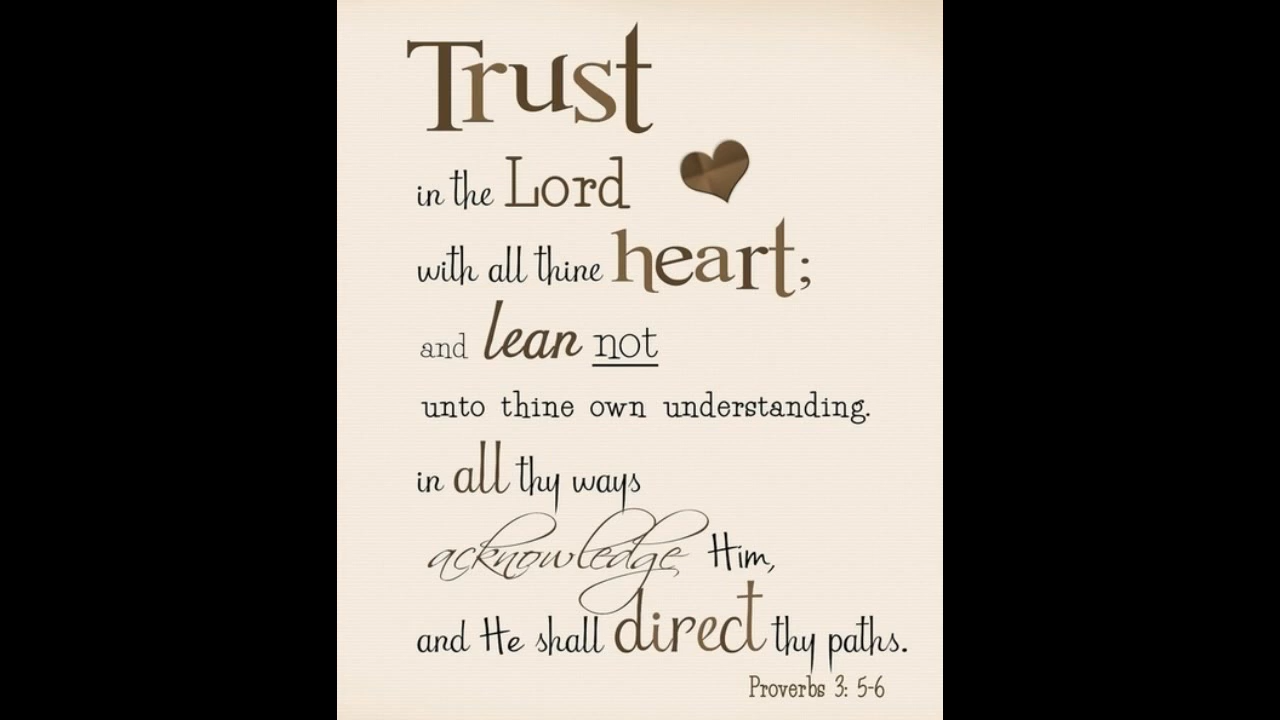 Trust
in the Lord
with all thine heart;
and lean not
unto thine own understanding.
in all thy ways
acknowledge Him,
and He shall direct thy paths.
Proverbs 3: 5-6